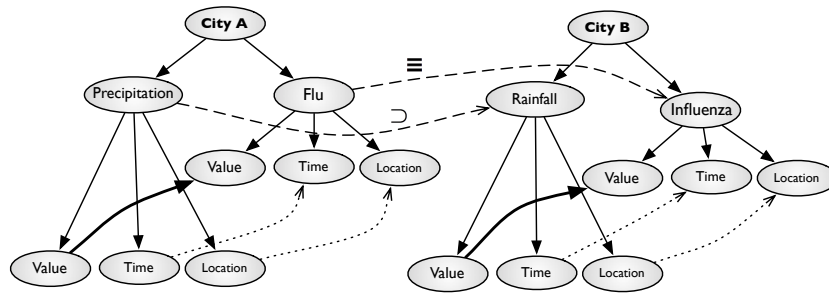 City A
City B
≡
Precipitation
Flu
Rainfall
Influenza
⊃
Value
Time
Location
Value
Time
Location
Value
Time
Location
Value
Time
Location